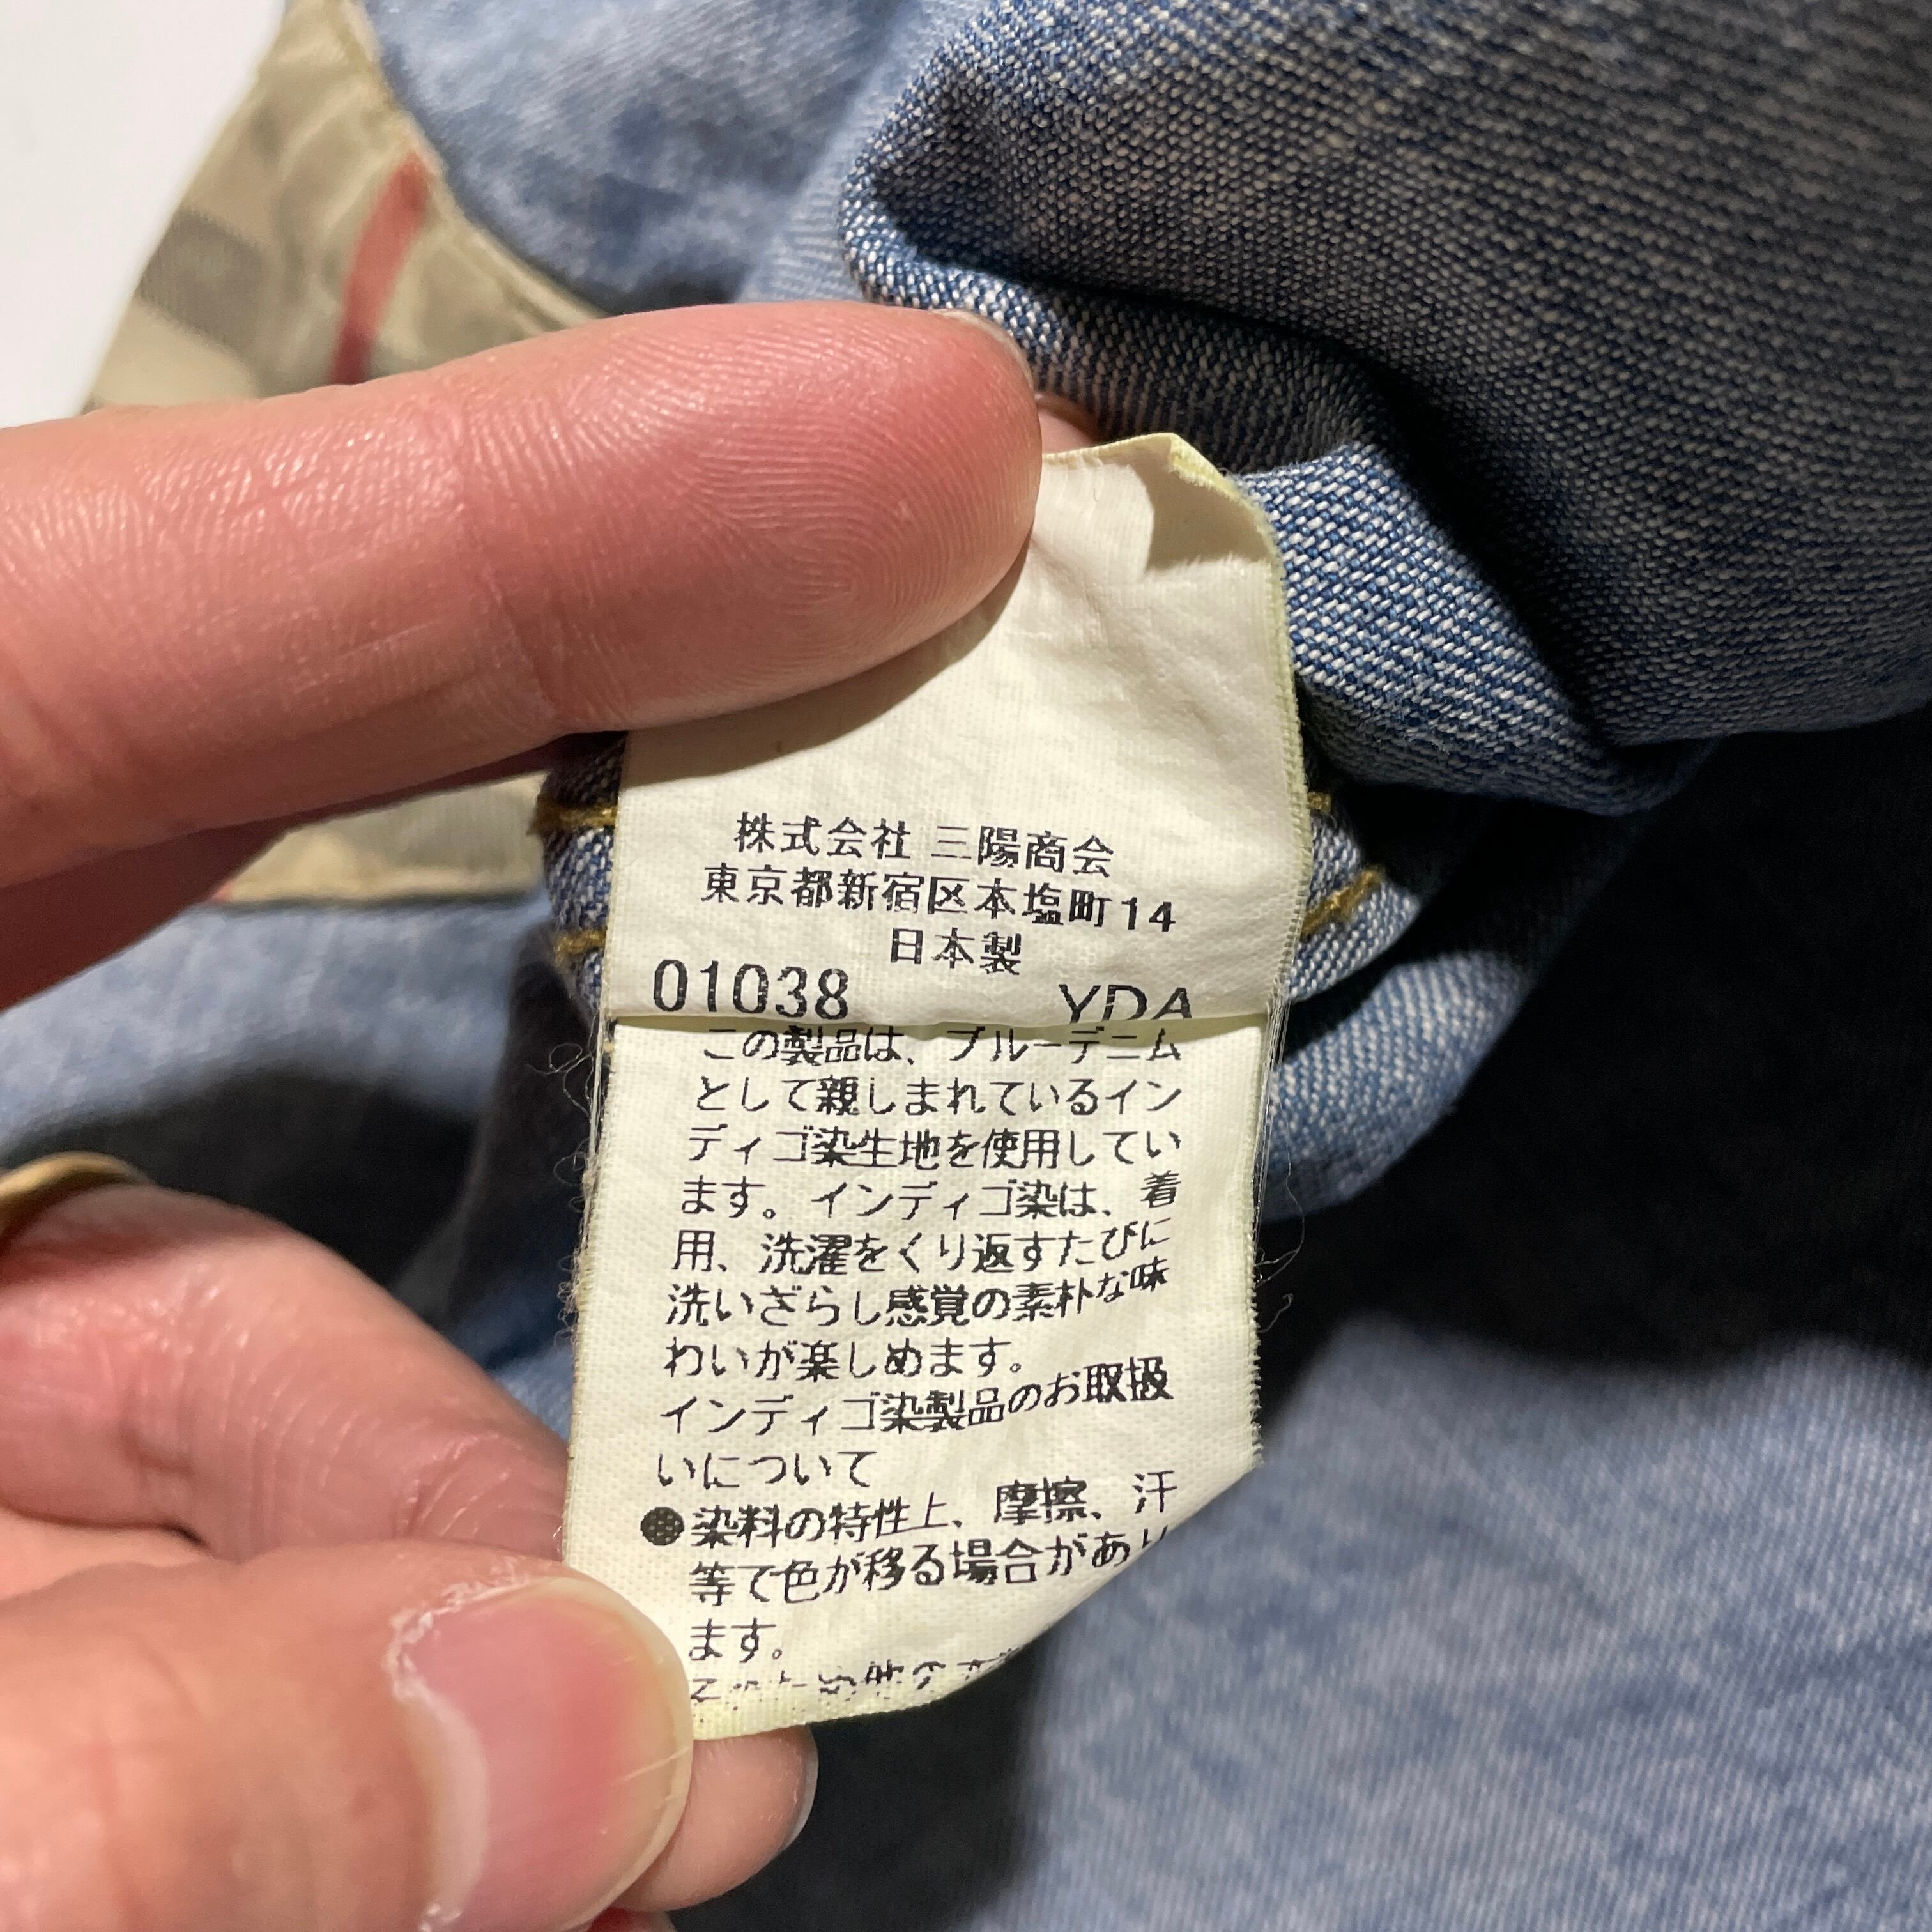 株式会社 三陽商会
東京都新宿区本塩町14
日本製
01038 YDA
この製品は、ブルーデニム
として親しまれているイン
ディゴ染生地を使用してい
ます。インディゴ染は、着
用、洗濯をくり返すたびに
洗いざらし感覚の素朴な味
わいが楽しめます。
インディゴ染製品のお取扱
いについて
●染料の特性上、摩擦、汗
等で色が移る場合があり
ます。